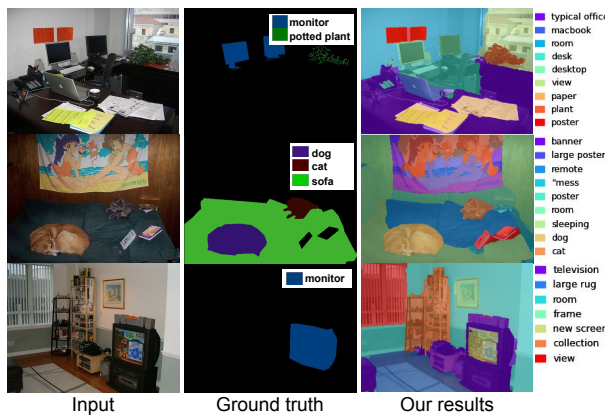 monitor
potted plant
typical office
macbook
room
desk
desktop
view
paper
plant
poster
dog
cat
sofa
banner
large poster
remote
"mess
poster
room
sleeping
dog
cat
monitor
television
large rug
room
frame
new screen
collection
view
Input Ground truth Our results